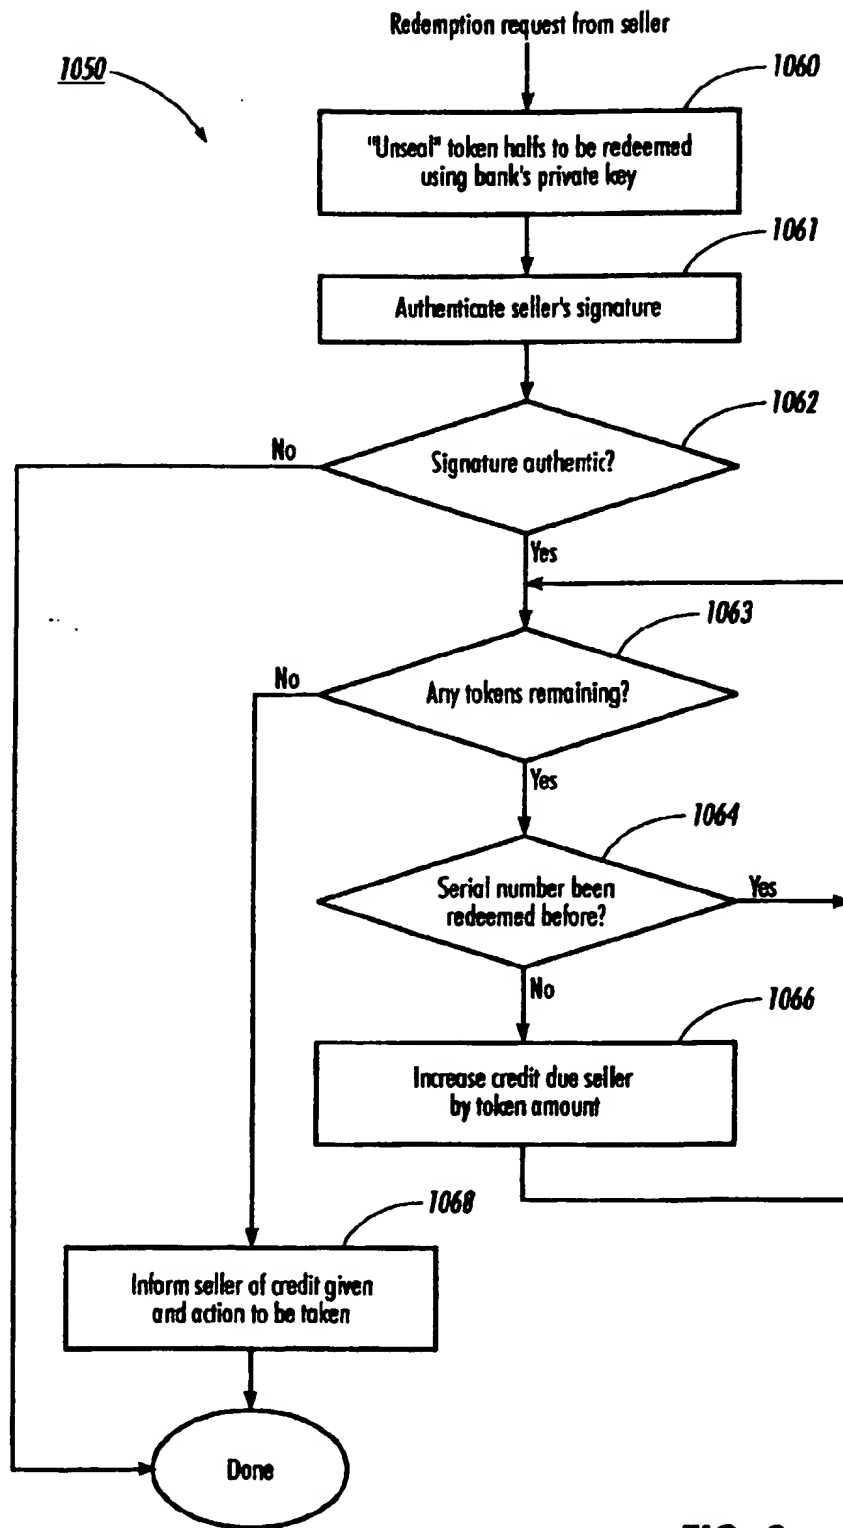 Redemption request from seller
1050
1060
"Unseal" token halfs to be redeemed
using bank's private key
1061
Authenticate seller's signature
1062
No
Signature authentic?
Yes
1063
No
Any tokens remaining?
Yes
1064
Serial number been
redeemed before?
Yes
No
1066
Increase credit due seller
by token amount
1068
Inform seller of credit given
and action to be taken
Done